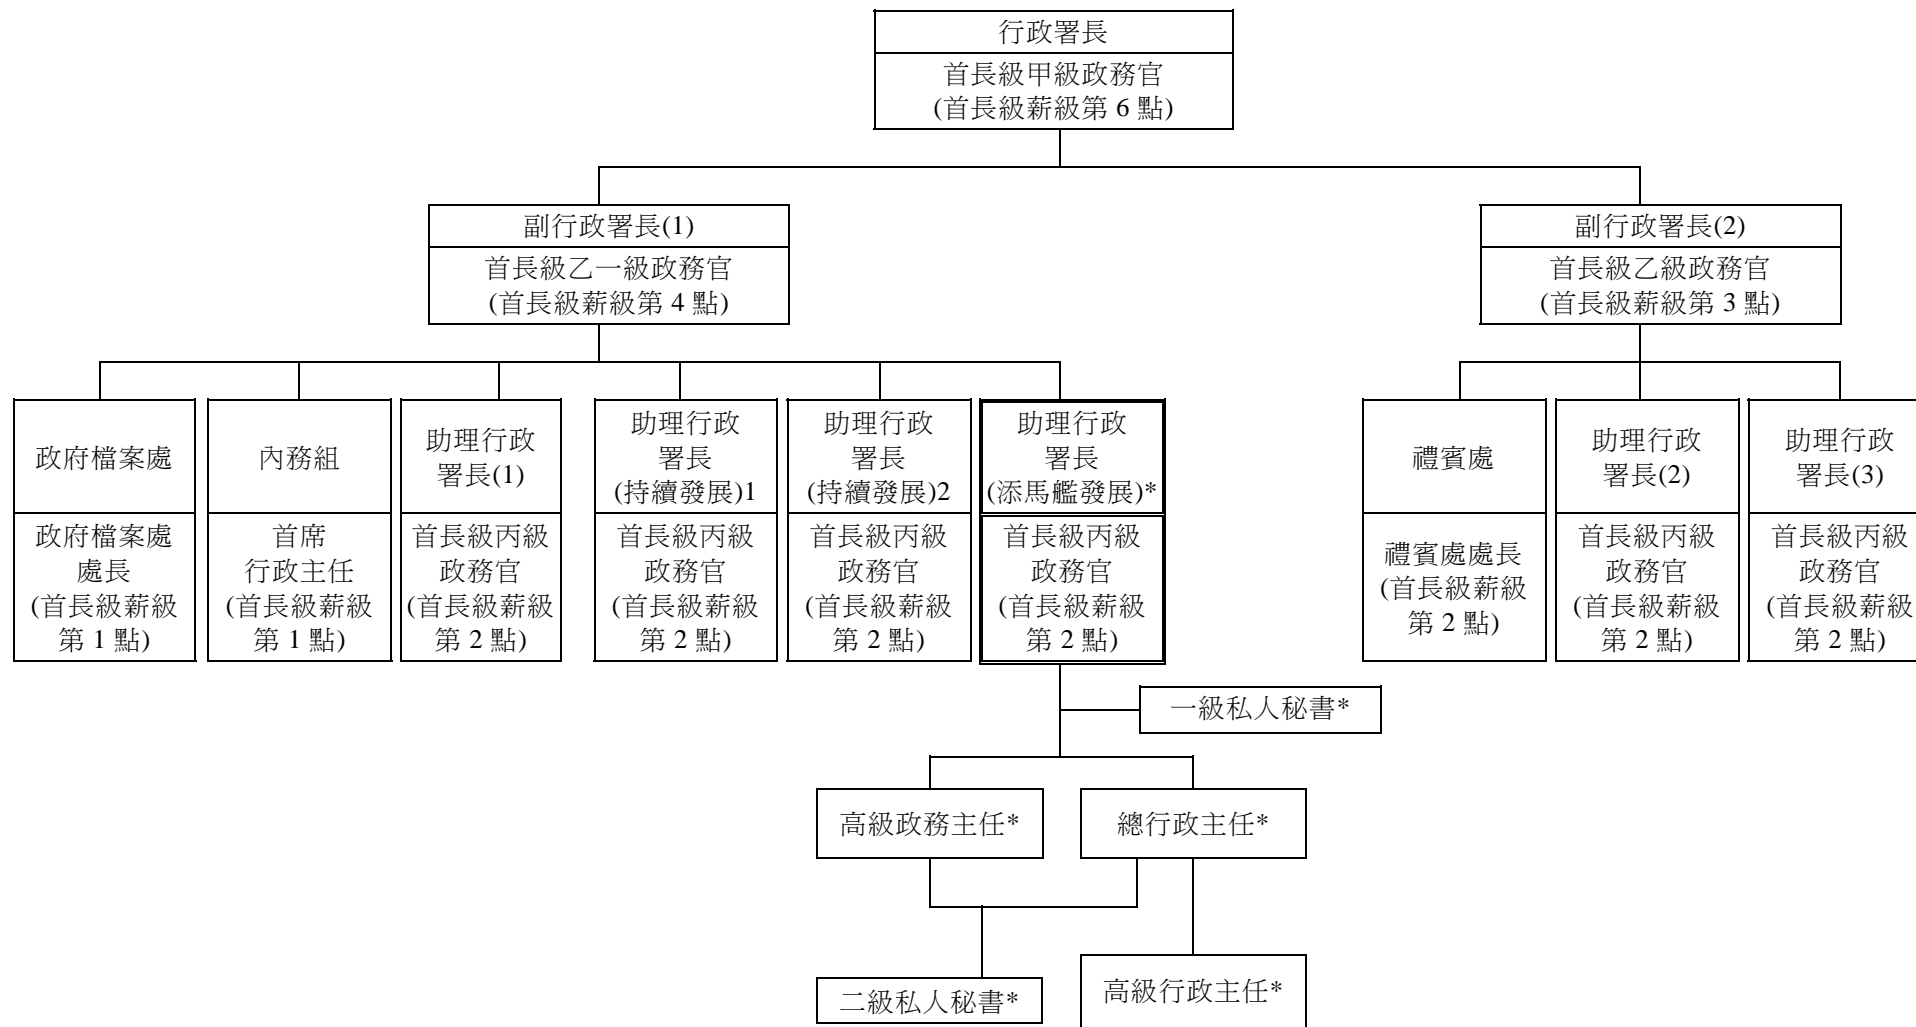 行政署長
首長級甲級政務官
(首長級薪級第 6 點)
副行政署長(1)
首長級乙一級政務官
(首長級薪級第 4 點)
副行政署長(2)
首長級乙級政務官
(首長級薪級第 3 點)
政府檔案處
政府檔案處
處長
(首長級薪級
第 1 點)
內務組
首席
行政主任
(首長級薪級
第 1 點)
助理行政
署長(1)
首長級丙級
政務官
(首長級薪級
第 2 點)
助理行政
署長
(持續發展)1
首長級丙級
政務官
(首長級薪級
第 2 點)
助理行政
署長
(持續發展)2
首長級丙級
政務官
(首長級薪級
第 2 點)
助理行政
署長
(添馬艦發展)*
首長級丙級
政務官
(首長級薪級
第 2 點)
禮賓處
禮賓處處長
(首長級薪級
第 2 點)
助理行政
署長(2)
首長級丙級
政務官
(首長級薪級
第 2 點)
助理行政
署長(3)
首長級丙級
政務官
(首長級薪級
第 2 點)
一級私人秘書*
高級政務主任*
總行政主任*
二級私人秘書*
高級行政主任*